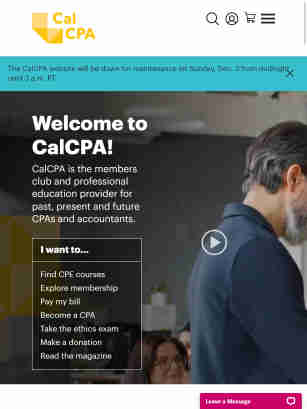 Cal
CPA
The CalCPA website will be down for maintenance on Sunday, Dec. 3 from midnight
until 3 a.m. PT.
Welcome to
CalCPA!
CalCPA is the members
club and professional
education provider for
past, present and future
CPAs and accountants.
I want to...
Find CPE courses
Explore membership
Pay my bill
Become a CPA
Take the ethics exam
Make a donation
Read the magazine
Leave a Message